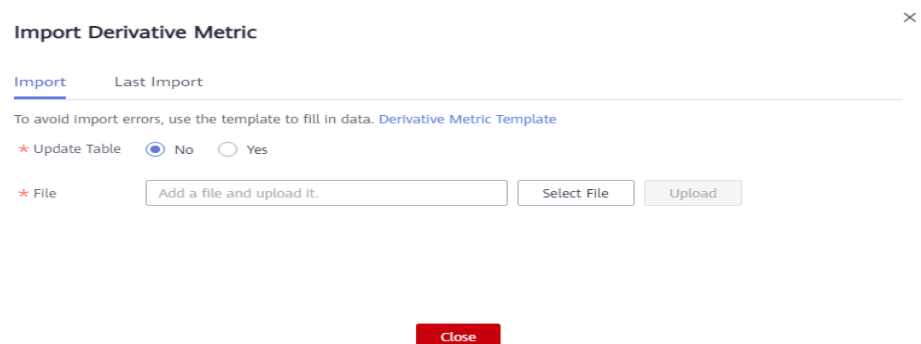 Import Derivative Metric
Import Last Import
To avoid import errors, use the template to fill in data. Derivative Metric Template
* Update Table No Yes
* File Add a file and upload it. Select File Upload
Close